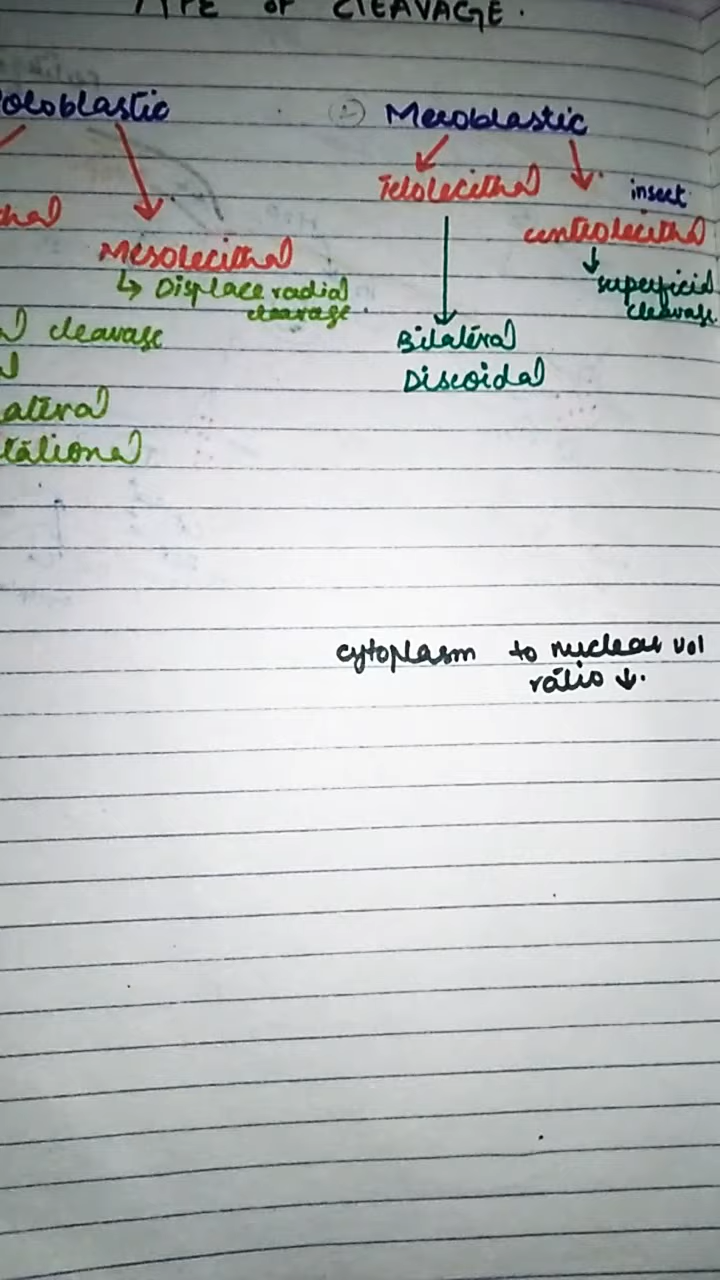 TYPE OF CLEAVAGE.
oloblastic
② Meroblastic
Telolecithal
insect
hal
centrolecithal
Mesolecithal
↳ Displace radial
cleavage.
superficial
cleavage
l cleavage
Bilateral
l
Discoidal
ateral
tational
cytoplasm to nuclear vol
ratio ↓.